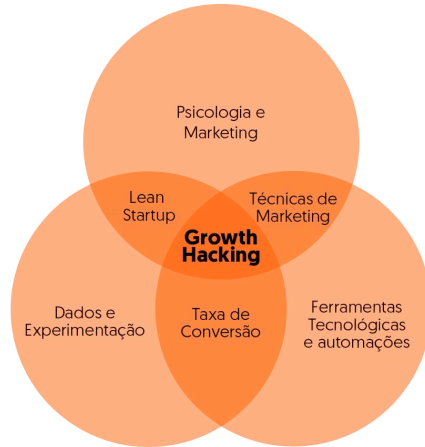 Psicologia e
Marketing
Lean
Startup
Técnicas de
Marketing
Growth
Hacking
Dados e
Experimentação
Taxa de
Conversão
Ferramentas
Tecnológicas
e automações